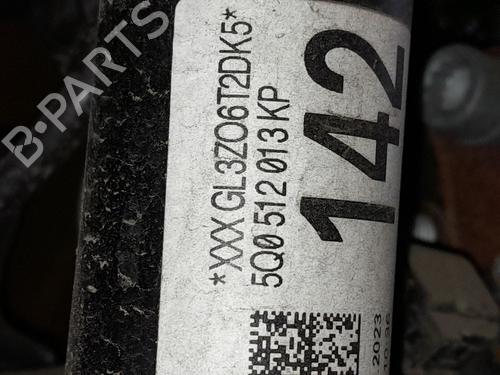 B-PARTS
*XXX GL3ZO6T2DK5*
5Q0 512 013 KP
142
2023